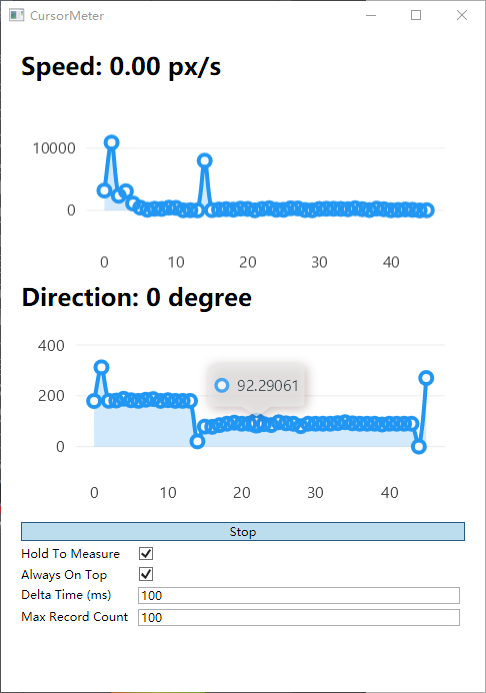 CursorMeter
Speed: 0.00 px/s
10000
0
0 10 20 30 40
Direction: 0 degree
400
200
0
92.29061
0 10 20 30 40
Stop
Hold To Measure
Always On Top
Delta Time (ms) 100
Max Record Count 100